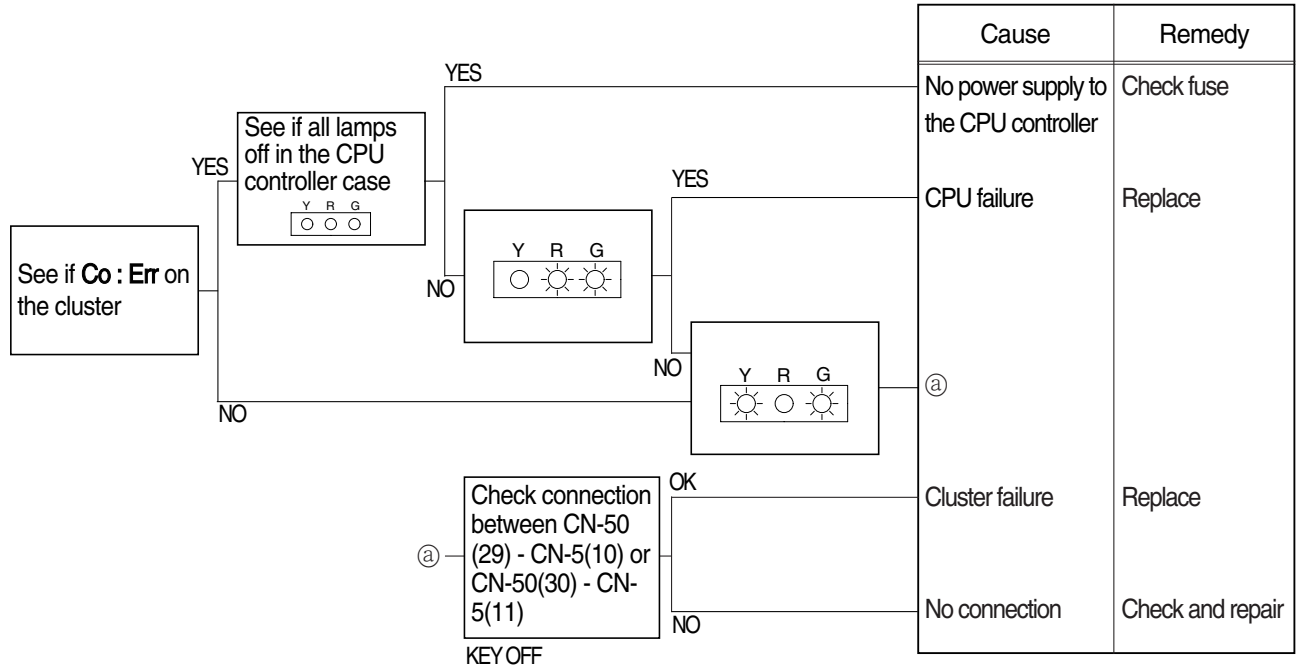 Cause
Remedy
YES
No power supply to
the CPU controller
Check fuse
See if all lamps
off in the CPU
controller case
Y R G
YES
YES
CPU failure
Replace
Y R G
NO
See if Co : Err on
the cluster
NO
Y R G
ⓐ
NO
Check connection
between CN-50
(29) - CN-5(10) or
CN-50(30) - CN-
5(11)
OK
Cluster failure
Replace
ⓐ
No connection
Check and repair
NO
KEY OFF